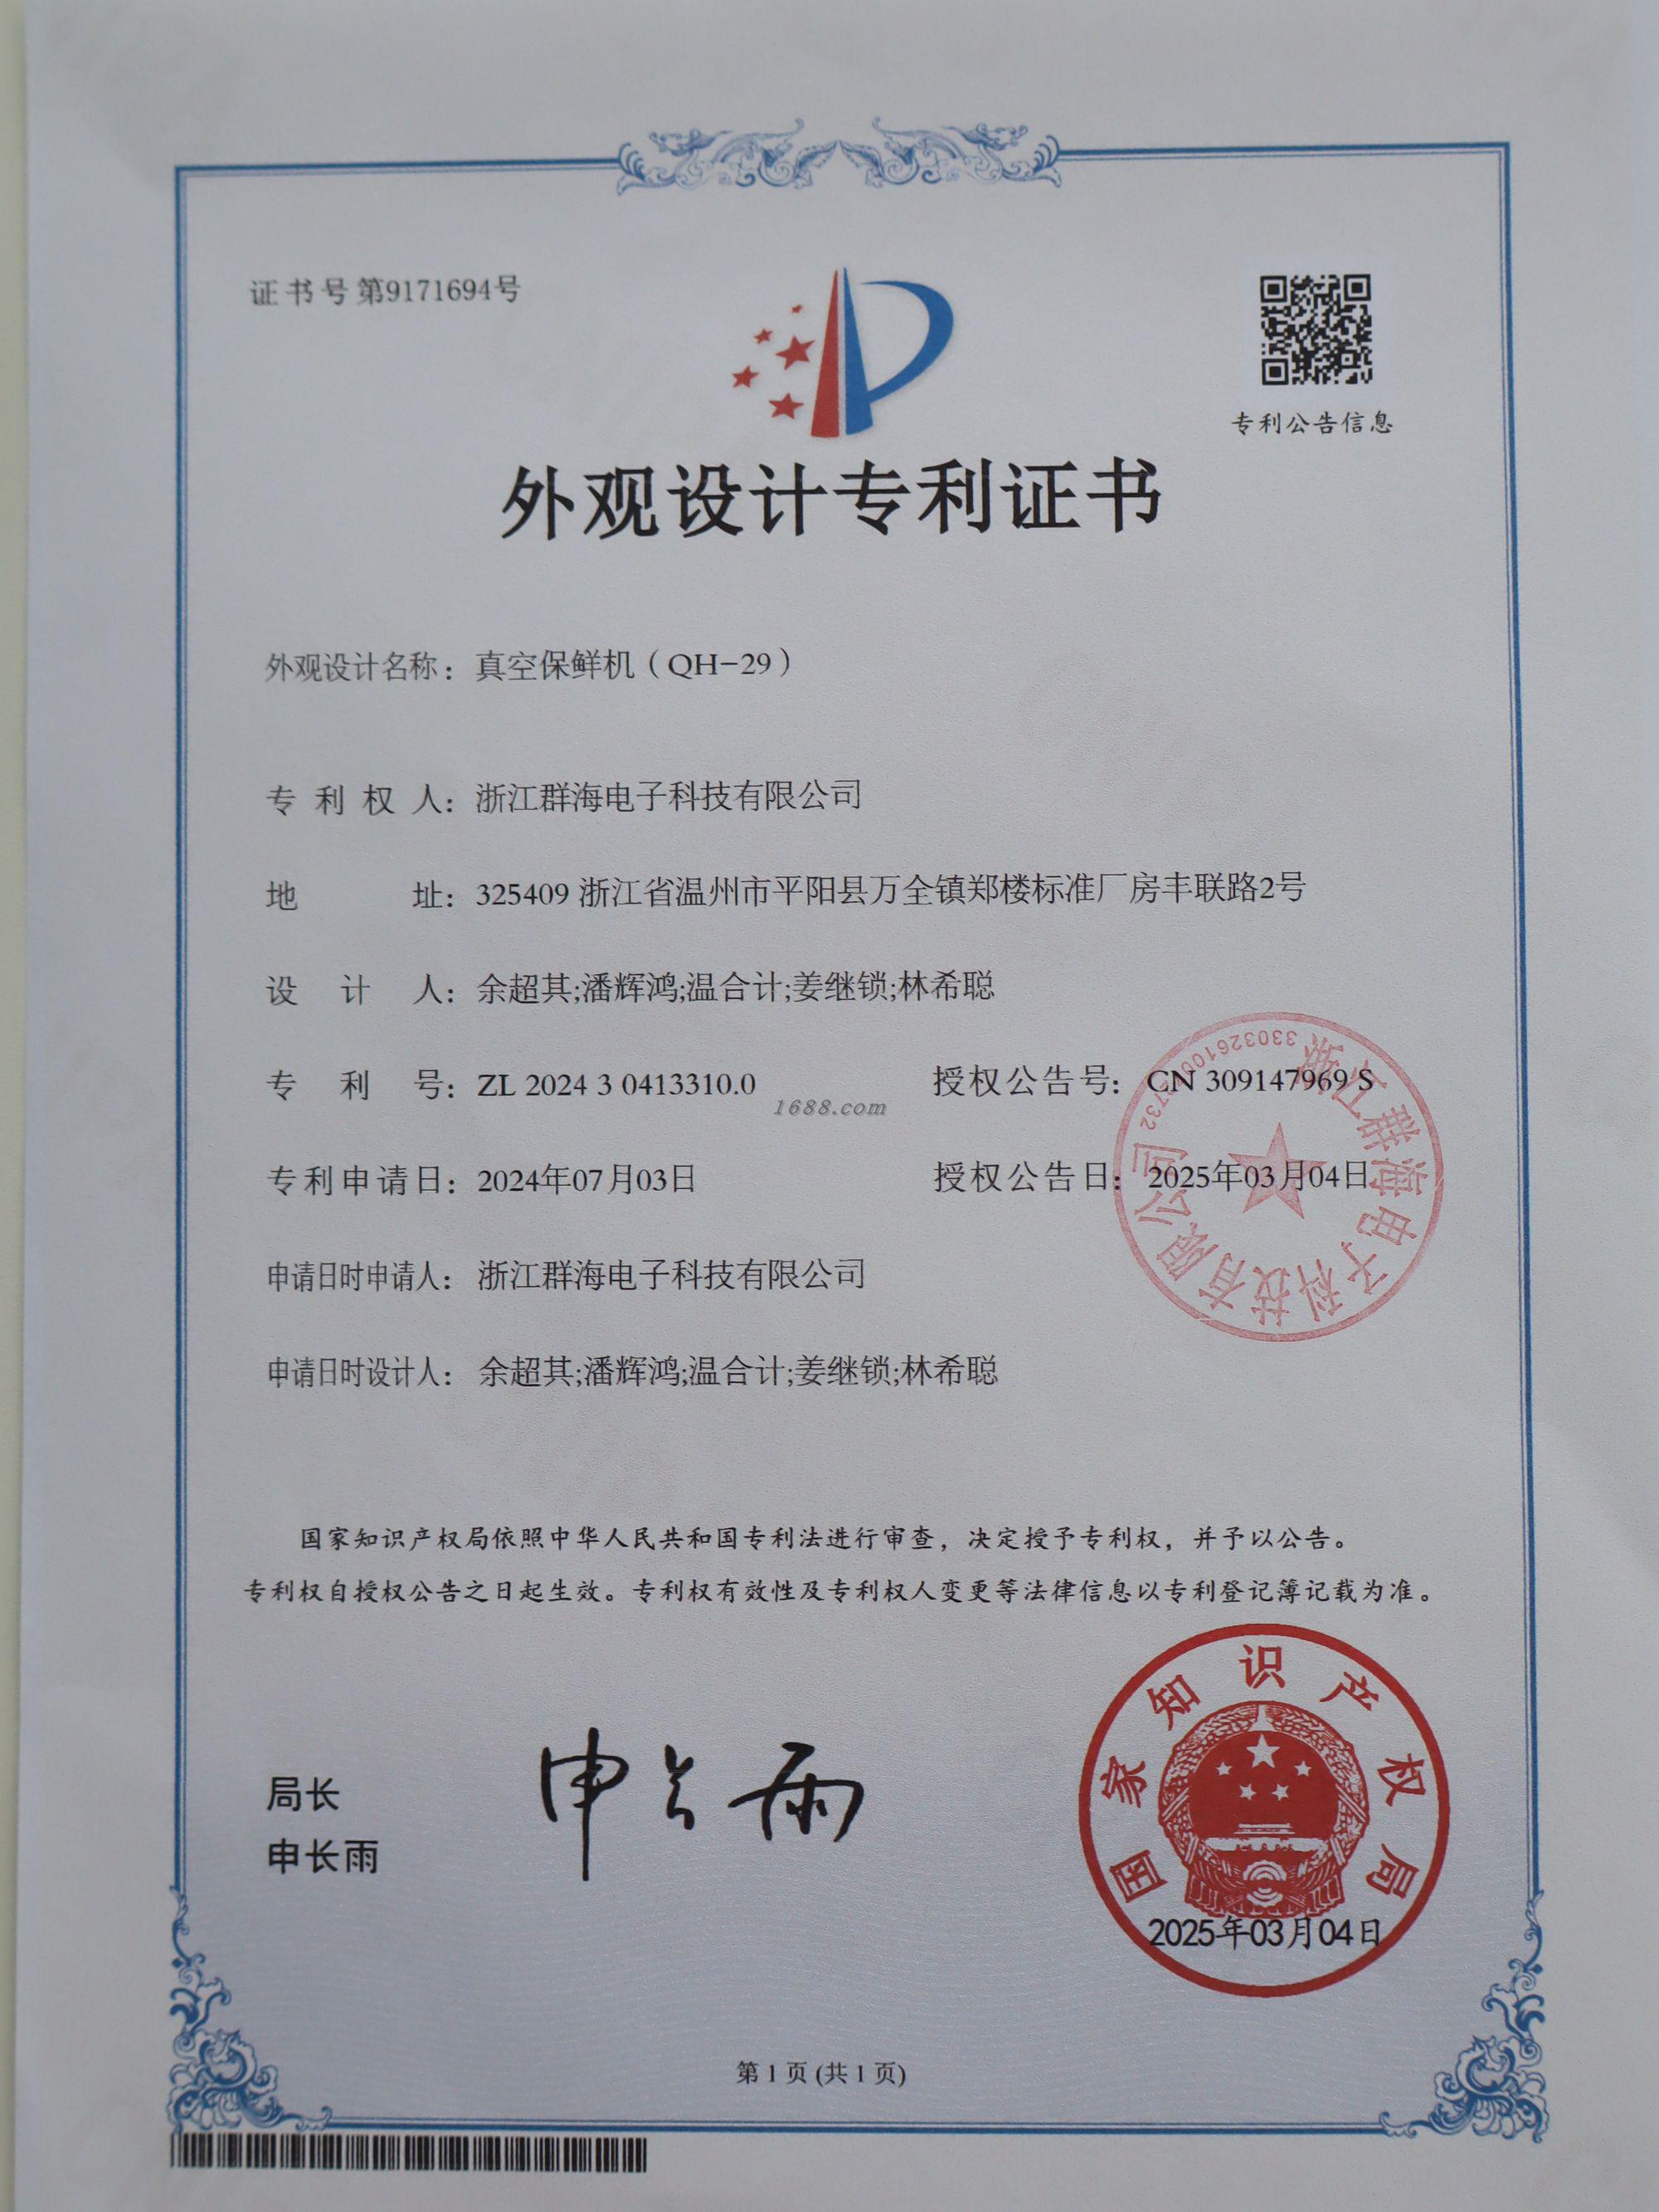 证书号第9171694号
专利公告信息
外观设计专利证书
外观设计名称：真空保鲜机（QH-29）
专利权人：浙江群海电子科技有限公司
地址：325409 浙江省温州市平阳县万全镇郑楼标准厂房丰联路2号
设计人：余超其;潘辉鸿;温合计;姜继锁;林希聪
专利号：ZL 2024 3 0413310.0 授权公告号：CN 309147969 S
1688.com
专利申请日：2024年07月03日 授权公告日：2025年03月04日
浙江群海电子科技有限公司
申请日时申请人：浙江群海电子科技有限公司
申请日时设计人：余超其;潘辉鸿;温合计;姜继锁;林希聪
国家知识产权局依照中华人民共和国专利法进行审查，决定授予专利权，并予以公告。
专利权自授权公告之日起生效。专利权有效性及专利权人变更等法律信息以专利登记簿记载为准。
局长
申长雨
申长雨
国家知识产权局
2025年03月04日
第1页(共1页)